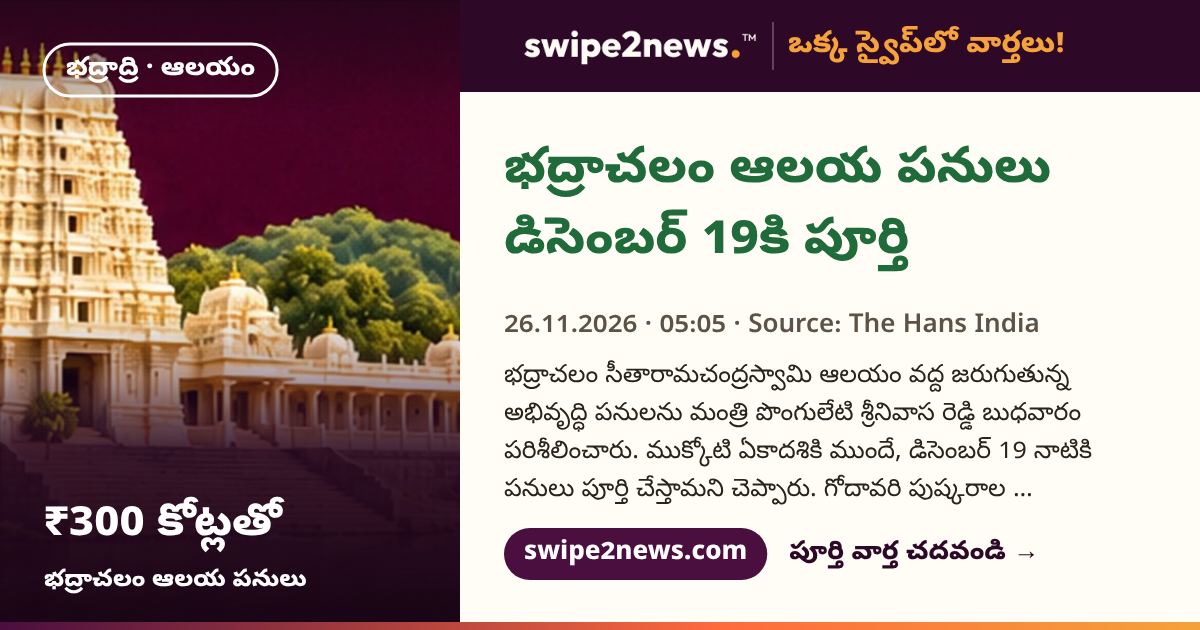 భద్రాద్రి · ఆలయం
₹300 కోట్లతో
భద్రాచలం ఆలయ పనులు
swipe2news.™ | ఒక్క స్వైప్‌లో వార్తలు!
భద్రాచలం ఆలయ పనులు
డిసెంబర్ 19కి పూర్తి
26.11.2026 · 05:05 · Source: The Hans India
భద్రాచలం సీతారామచంద్రస్వామి ఆలయం వద్ద జరుగుతున్న
అభివృద్ధి పనులను మంత్రి పొంగులేటి శ్రీనివాస రెడ్డి బుధవారం
పరిశీలించారు. ముక్కోటి ఏకాదశికి ముందే, డిసెంబర్ 19 నాటికి
పనులు పూర్తి చేస్తామని చెప్పారు. గోదావరి పుష్కరాల ...
swipe2news.com పూర్తి వార్త చదవండి →